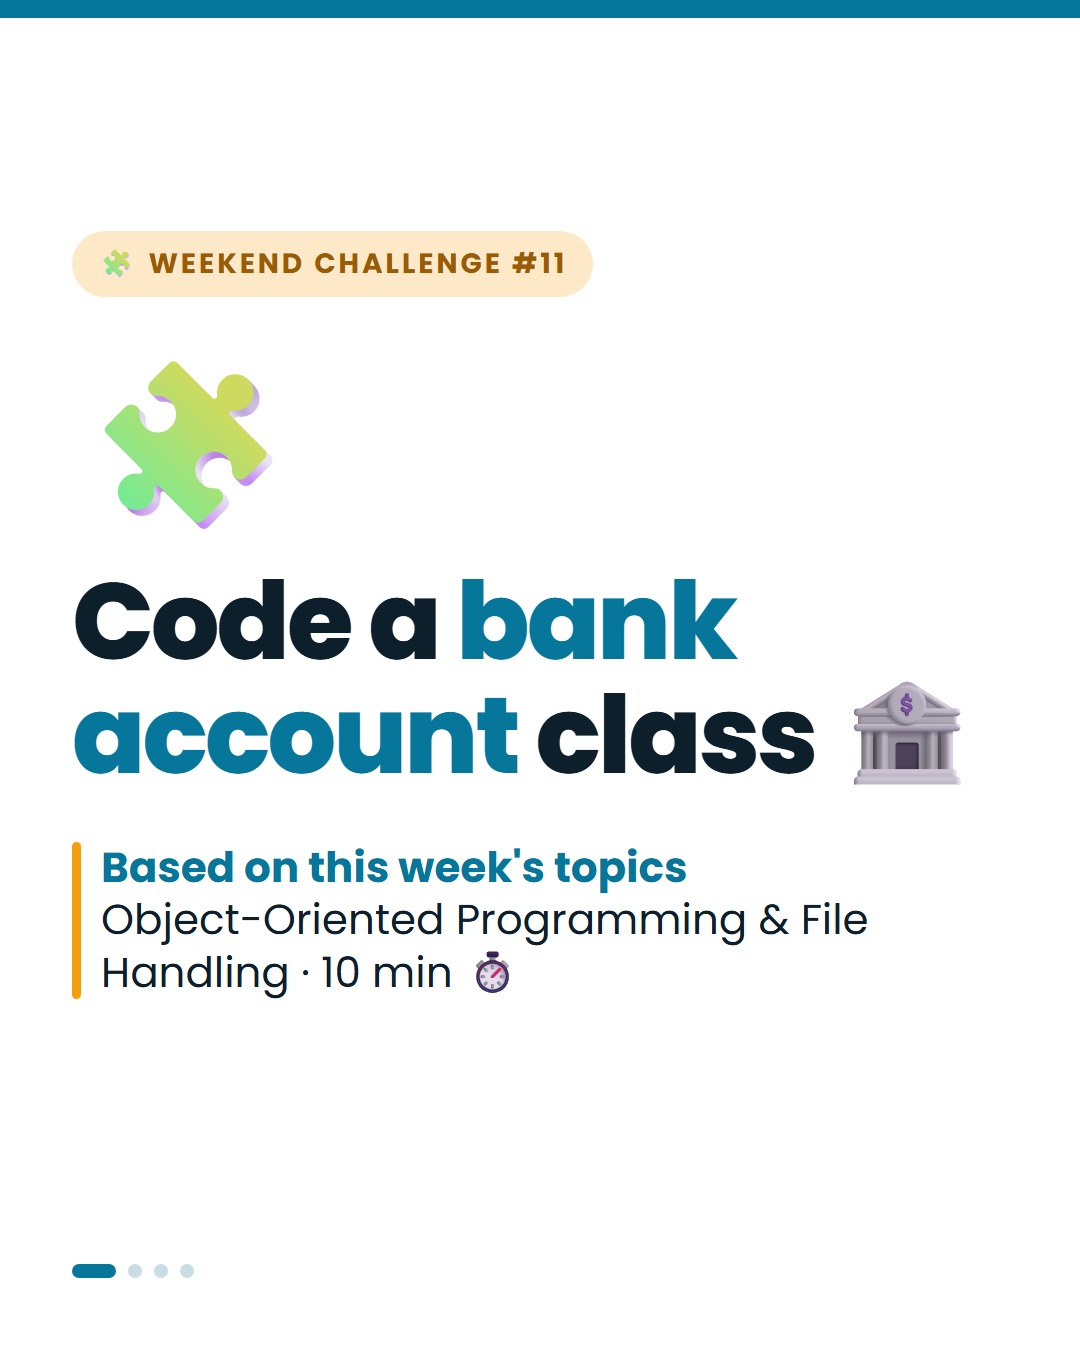 WEEKEND CHALLENGE #11
Code a bank
account class
Based on this week's topics
Object-Oriented Programming & File
Handling · 10 min